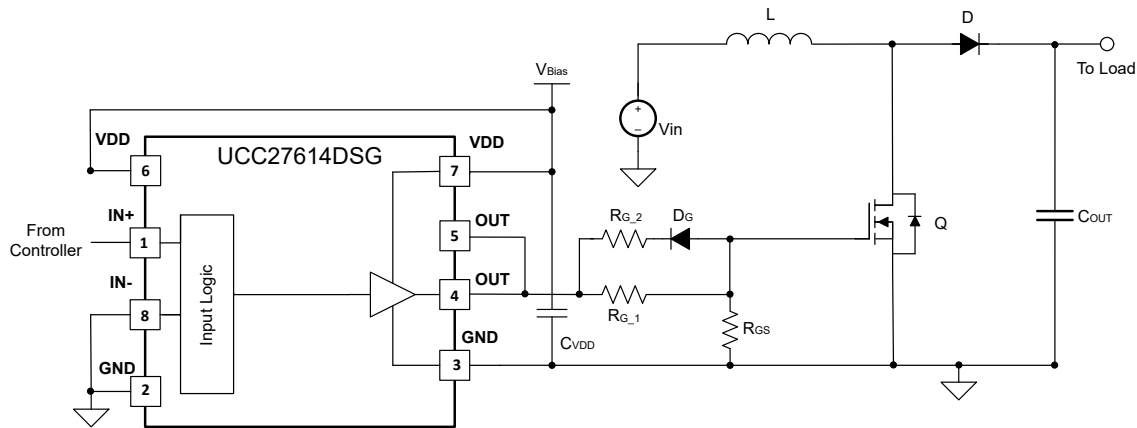 L
D
To Load
VBias
+
–
Vin
VDD
UCC27614DSG
VDD
6
7
IN+
From
Controller
1
OUT
5
RG_2
DG
Q
COUT
IN-
OUT
4
8
Input Logic
RG_1
GND
CVDD
RGS
GND
3
2